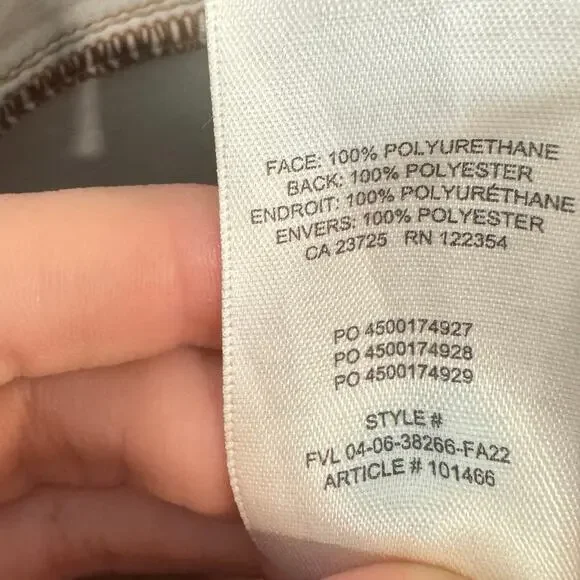 FACE: 100% POLYURETHANE
BACK: 100% POLYESTER
ENDROIT: 100% POLYURÉTHANE
ENVERS: 100% POLYESTER
CA 23725 RN 122354
PO 4500174927
PO 4500174928
PO 4500174929
STYLE #
FVL 04-06-38266-FA22
ARTICLE # 101466